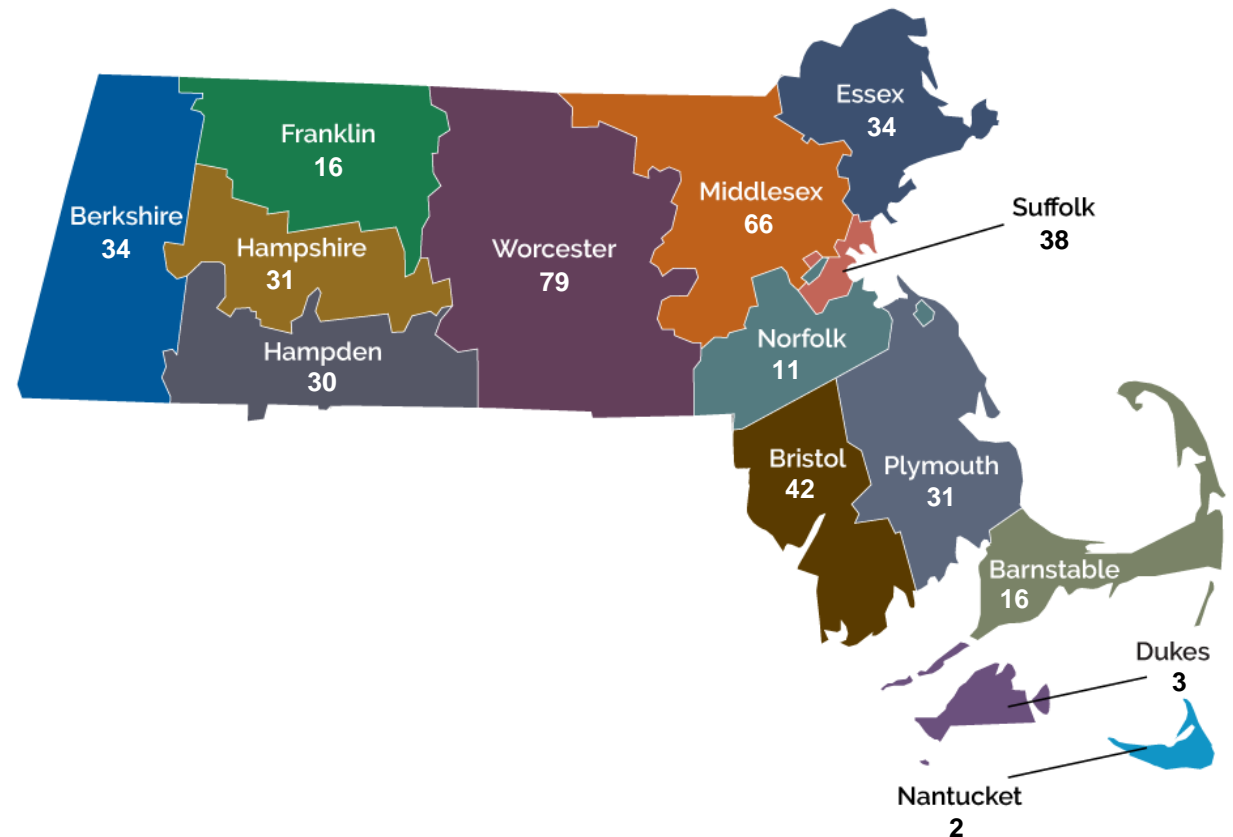 Essex
34
Franklin
16
Middlesex
66
Berkshire
34
Hampshire
31
Worcester
79
Suffolk
38
Hampden
30
Norfolk
11
Bristol
42
Plymouth
31
Barnstable
16
Dukes
3
Nantucket
2